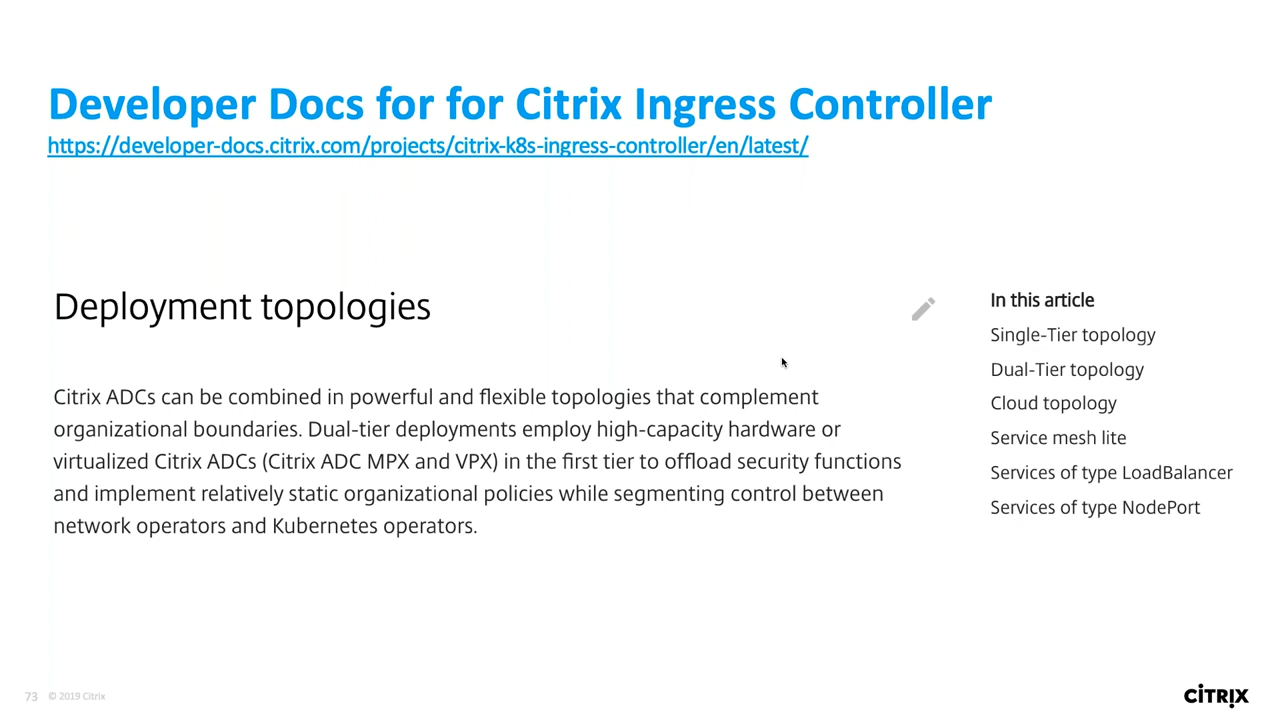 Developer Docs for for Citrix Ingress Controller
https://developer-docs.citrix.com/projects/citrix-k8s-ingress-controller/en/latest/
Deployment topologies
Citrix ADCs can be combined in powerful and flexible topologies that complement
organizational boundaries. Dual-tier deployments employ high-capacity hardware or
virtualized Citrix ADCs (Citrix ADC MPX and VPX) in the first tier to offload security functions
and implement relatively static organizational policies while segmenting control between
network operators and Kubernetes operators.
In this article
Single-Tier topology
Dual-Tier topology
Cloud topology
Service mesh lite
Services of type LoadBalancer
Services of type NodePort
73 © 2019 Citrix
CITRIX